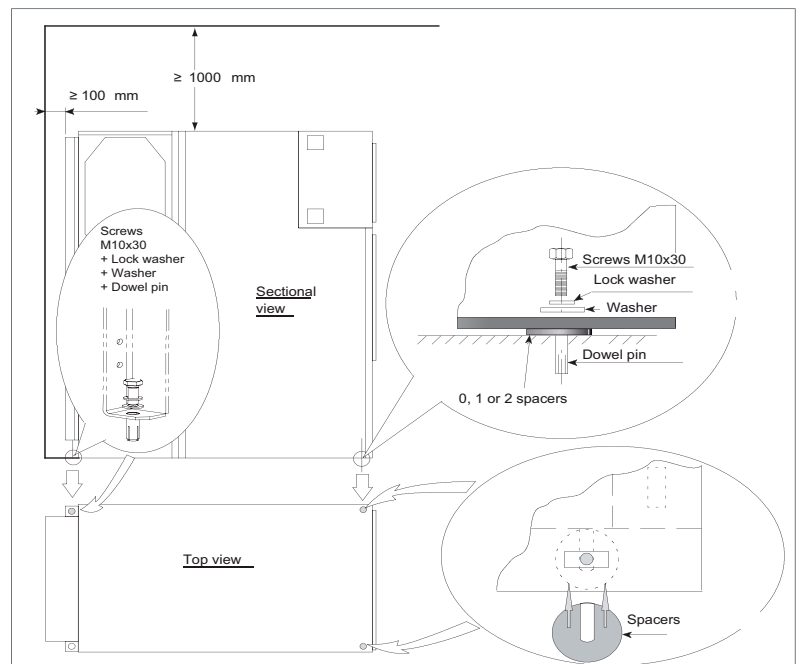 ≥ 1000 mm
≥ 100 mm
Screws
M10x30
+ Lock washer
+ Washer
+ Dowel pin
Sectional
view
Screws M10x30
Lock washer
Washer
Dowel pin
0, 1 or 2 spacers
Top view
Spacers